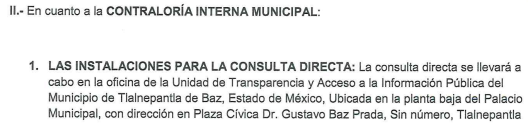 II.- En cuanto a la CONTRALORÍA INTERNA MUNICIPAL:
1. LAS INSTALACIONES PARA LA CONSULTA DIRECTA: La consulta directa se llevará a
cabo en la oficina de la Unidad de Transparencia y Acceso a la Información Pública del
Municipio de Tlalnepantla de Baz, Estado de México, Ubicada en la planta baja del Palacio
Municipal, con dirección en Plaza Cívica Dr. Gustavo Baz Prada, Sin número, Tlalnepantla